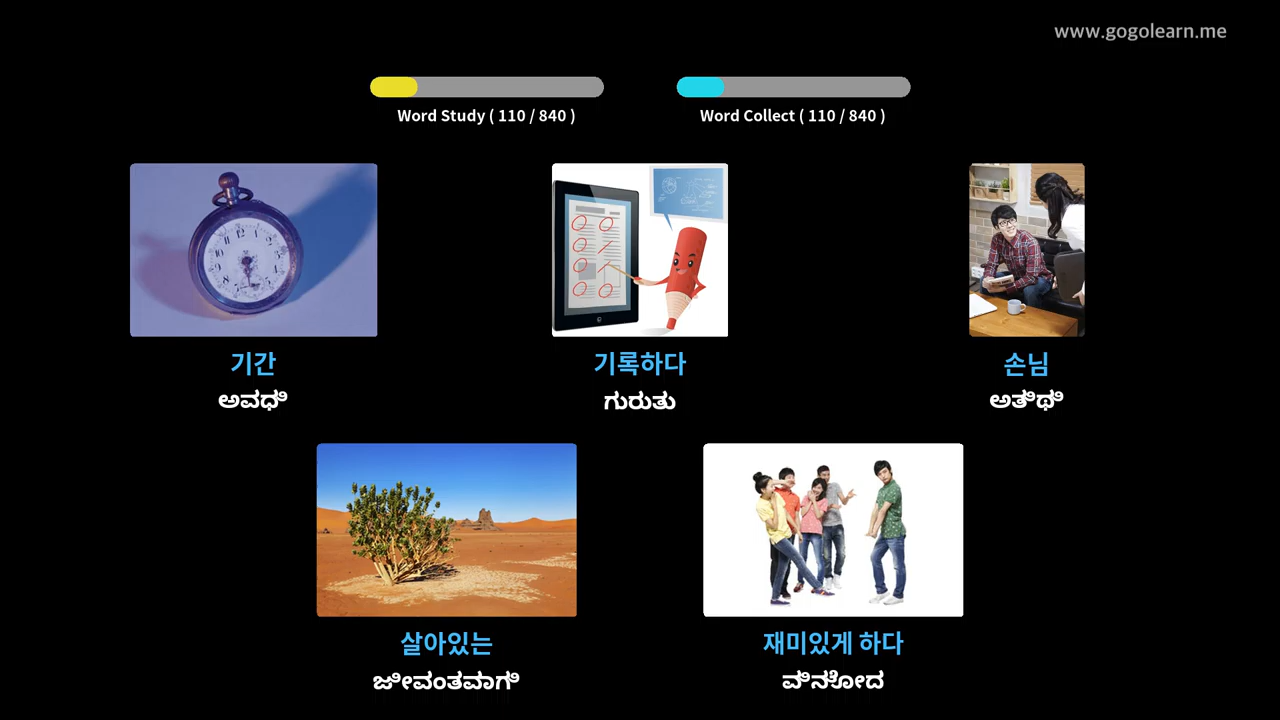 www.gogolearn.me
Word Study ( 110 / 840 )
Word Collect ( 110 / 840 )
기간
ಅವಧಿ
기록하다
ಗುರುತು
손님
ಅತಿಥಿ
살아있는
ಜೀವಂತವಾಗಿ
재미있게 하다
ವಿನೋದ